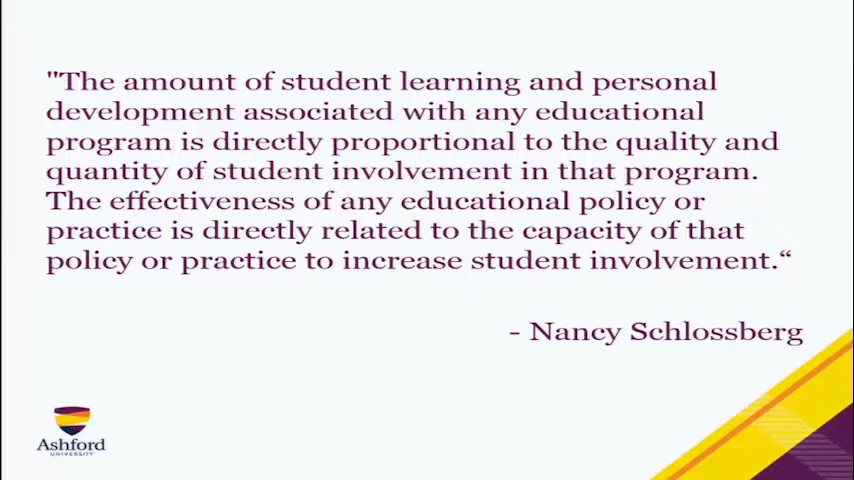 "The amount of student learning and personal
development associated with any educational
program is directly proportional to the quality and
quantity of student involvement in that program.
The effectiveness of any educational policy or
practice is directly related to the capacity of that
policy or practice to increase student involvement.“
- Nancy Schlossberg
Ashford
UNIVERSITY